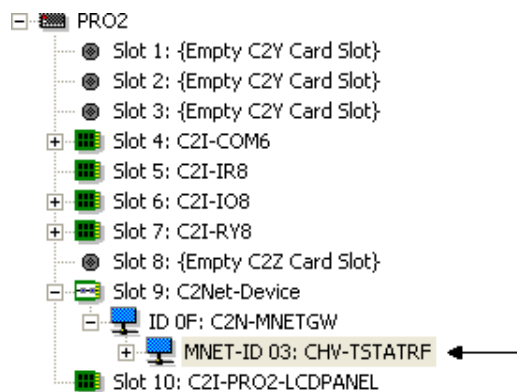 PRO2
Slot 1: {Empty C2Y Card Slot}
Slot 2: {Empty C2Y Card Slot}
Slot 3: {Empty C2Y Card Slot}
Slot 4: C2I-COM6
Slot 5: C2I-IR8
Slot 6: C2I-IO8
Slot 7: C2I-RY8
Slot 8: {Empty C2Z Card Slot}
Slot 9: C2Net-Device
ID 0F: C2N-MNETGW
MNET-ID 03: CHV-TSTATRF
Slot 10: C2I-PRO2-LCDPANEL